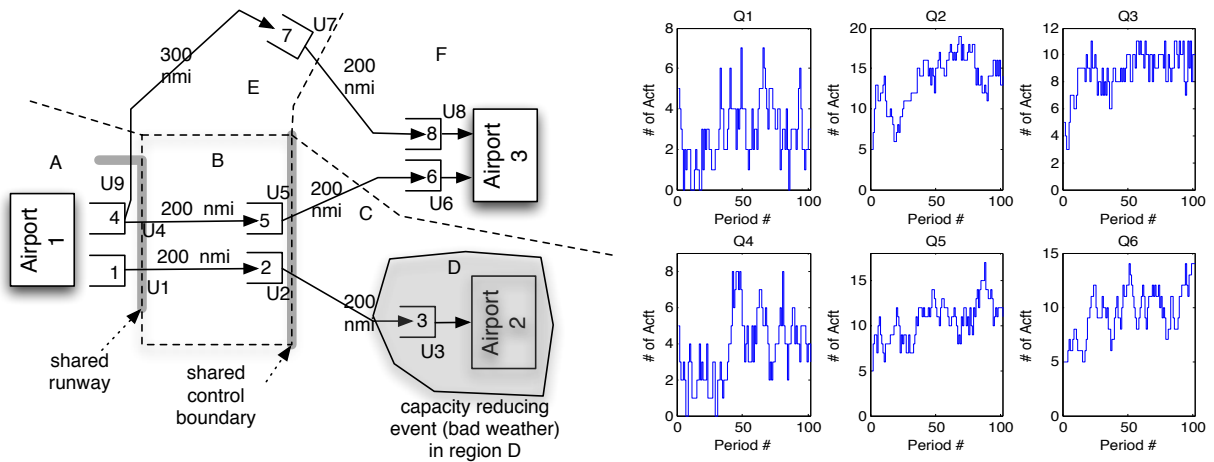 7
U7
300
nmi
200
nmi
F
E
A
B
U8
8
6
U6
Airport
3
U9
U5
200
nmi
C
4
200 nmi
5
U4
Airport
1
1
200 nmi
2
U1
U2
D
200
nmi
3
U3
Airport
2
shared
runway
shared
control
boundary
capacity reducing
event (bad weather)
in region D
Q1
# of Acft
8
6
4
2
0
0
50
100
Period #
Q2
# of Acft
20
15
10
5
0
0
50
100
Period #
Q3
# of Acft
12
10
8
6
4
2
0
0
50
100
Period #
Q4
# of Acft
10
8
6
4
2
0
0
50
100
Period #
Q5
# of Acft
20
15
10
5
0
0
50
100
Period #
Q6
# of Acft
15
10
5
0
0
50
100
Period #